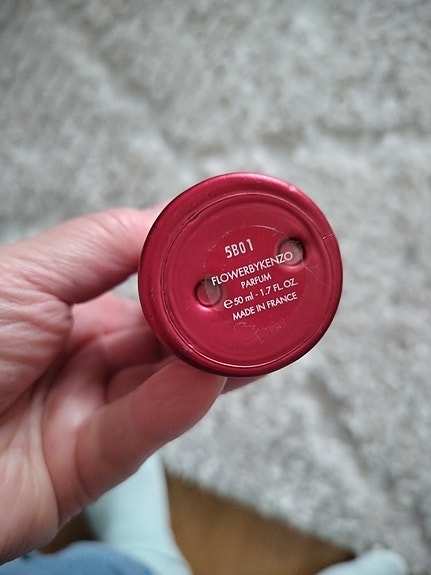 5B01
FLOWERBYKENZO
PARFUM
℮ 50 ml - 1.7 FL.OZ.
MADE IN FRANCE